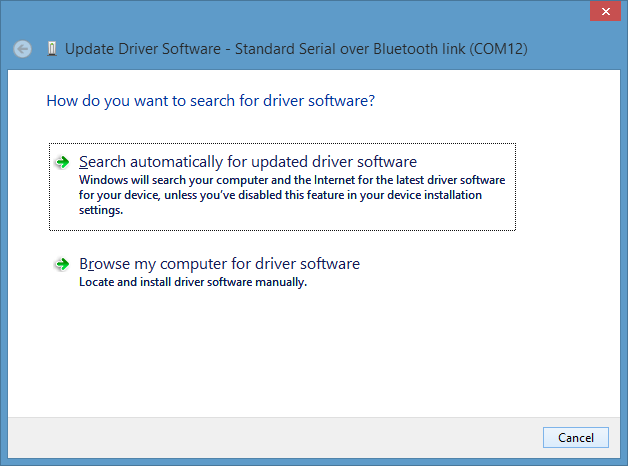 Update Driver Software - Standard Serial over Bluetooth link (COM12)
How do you want to search for driver software?
Search automatically for updated driver software
Windows will search your computer and the Internet for the latest driver software
for your device, unless you've disabled this feature in your device installation
settings.
Browse my computer for driver software
Locate and install driver software manually.
Cancel